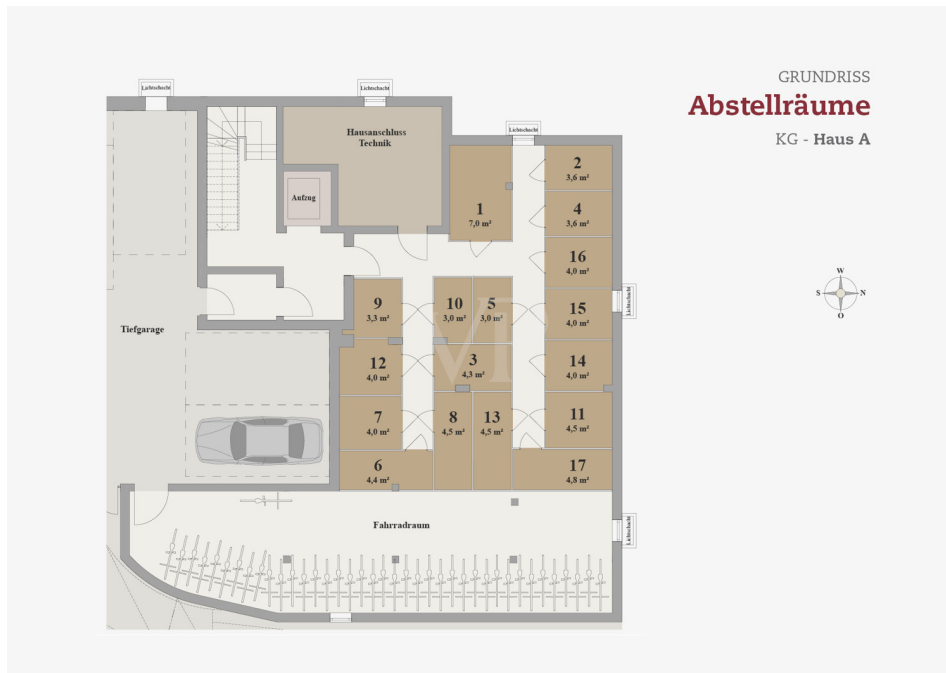 GRUNDRISS
Abstellräume
KG - Haus A
Lichtschacht
Lichtschacht
Lichtschacht
Hausanschluss
Technik
Aufzug
1
7,0 m²
2
3,6 m²
4
3,6 m²
16
4,0 m²
W
S
N
O
Lichtschacht
9
3,3 m²
10
3,0 m²
5
3,0 m²
15
4,0 m²
Tiefgarage
12
4,0 m²
3
4,3 m²
14
4,0 m²
7
4,0 m²
8
4,5 m²
13
4,5 m²
11
4,5 m²
6
4,4 m²
17
4,8 m²
Fahrradraum
Lichtschacht